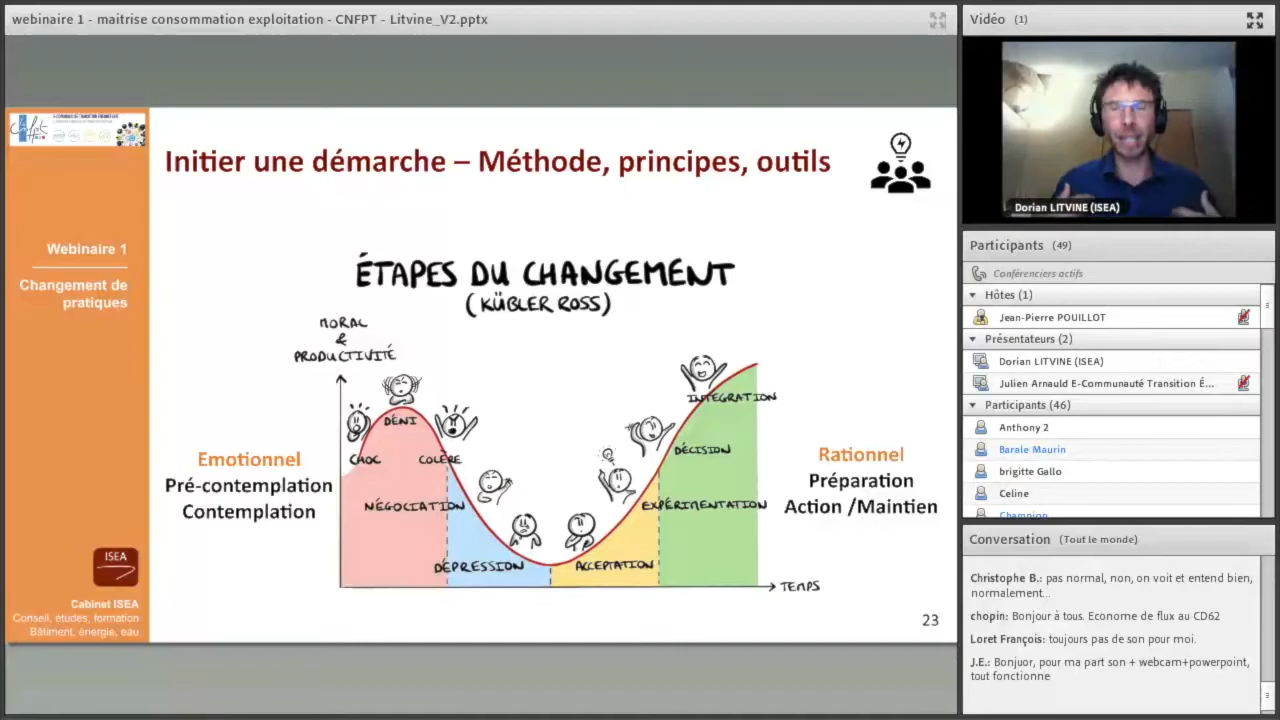 webinaire 1 - maitrise consommation exploitation - CNFPT - Litvine_V2.pptx
Initier une démarche – Méthode, principes, outils
Webinaire 1
Changement de
pratiques
ÉTAPES DU CHANGEMENT
(KÜBLER ROSS)
MORAL
&
PRODUCTIVITÉ
DÉNI
CHOC
COLÈRE
NÉGOCIATION
DÉPRESSION
ACCEPTATION
EXPÉRIMENTATION
DÉCISION
INTÉGRATION
TEMPS
Emotionnel
Pré-contemplation
Contemplation
Rationnel
Préparation
Action /Maintien
ISEA
Cabinet ISEA
Conseil, études, formation
Bâtiment, énergie, eau
23
Vidéo (1)
Dorian LITVINE (ISEA)
Participants (49)
Conférenciers actifs
Hôtes (1)
Jean-Pierre POUILLOT
Présentateurs (2)
Dorian LITVINE (ISEA)
Julien Arnauld E-Communauté Transition É...
Participants (46)
Anthony 2
Barale Maurin
brigitte Gallo
Celine
Champion
Conversation (Tout le monde)
Christophe B.: pas normal, non, on voit et entend bien,
normalement...
chopin: Bonjour à tous. Econome de flux au CD62
Loret François: toujours pas de son pour moi.
J.E.: Bonjuor, pour ma part son + webcam+powerpoint,
tout fonctionne